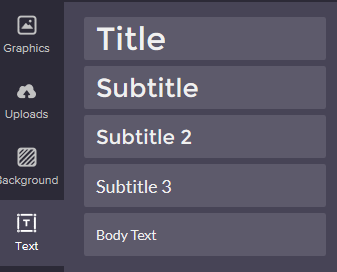 Graphics
Uploads
Background
Text
T
Title
Subtitle
Subtitle 2
Subtitle 3
Body Text